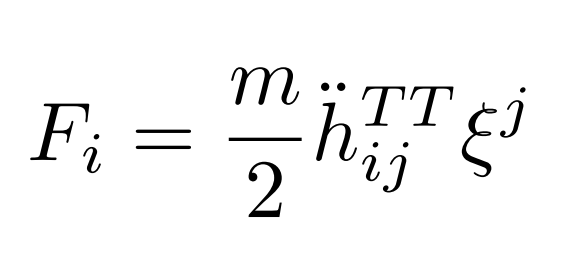 F_i = \frac{m}{2} \ddot{h}_{ij}^{TT} \xi^j